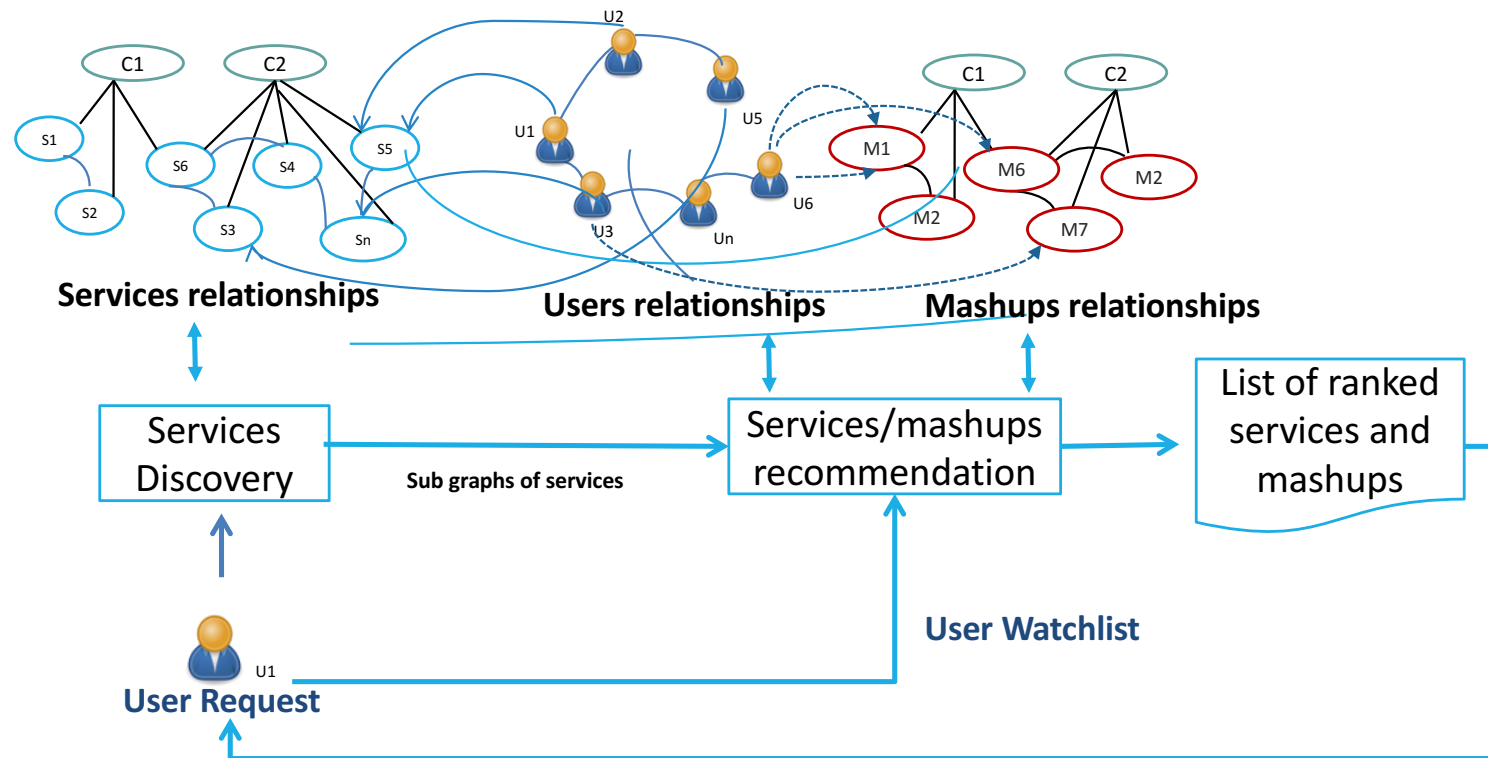 U2
C1
C2
C1
C2
U5
S1
U1
S6
S4
S5
M1
M6
M2
S2
S3
Sn
U3
Un
U6
M2
M7
Services relationships
Users relationships
Mashups relationships
Services
Discovery
Sub graphs of services
Services/mashups
recommendation
List of ranked
services and
mashups
User Watchlist
U1
User Request